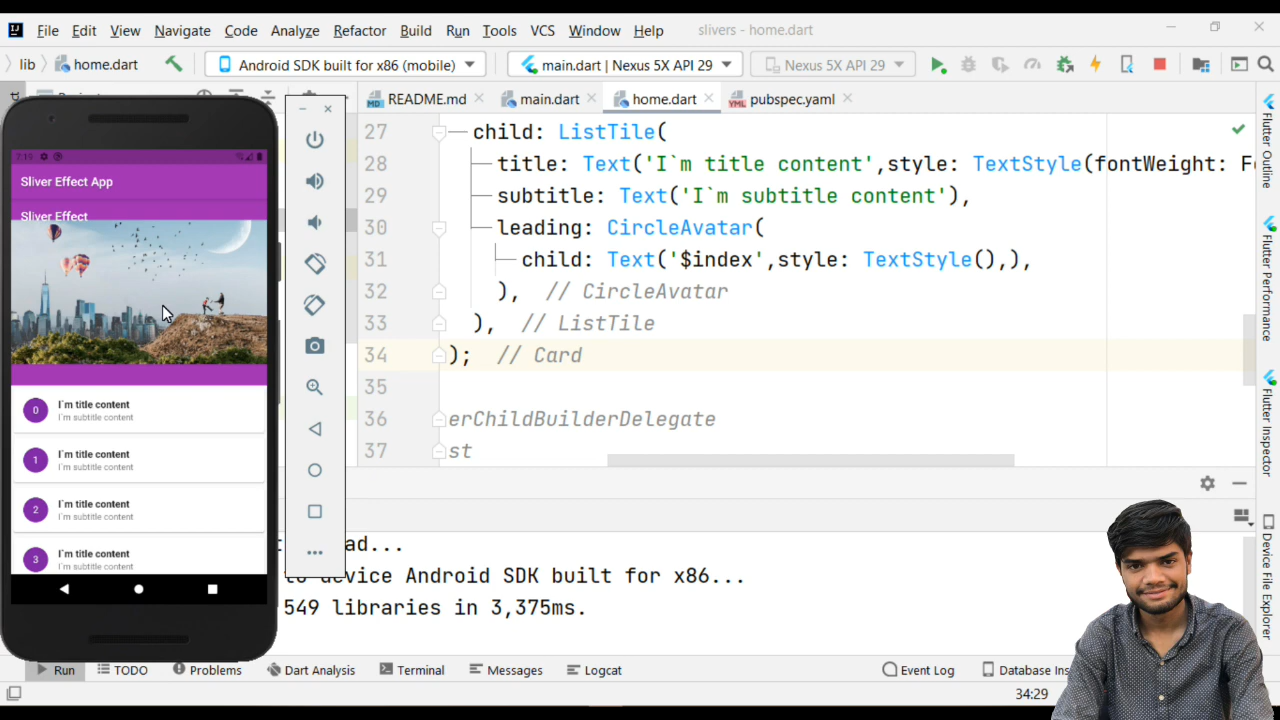 File Edit View Navigate Code Analyze Refactor Build Run Tools VCS Window Help slivers - home.dart
lib home.dart Android SDK built for x86 (mobile) main.dart | Nexus 5X API 29 Nexus 5X API 29
README.md main.dart home.dart pubspec.yaml
27 child: ListTile(
28 title: Text('I`m title content',style: TextStyle(fontWeight: Fo
29 subtitle: Text('I`m subtitle content'),
30 leading: CircleAvatar(
31 child: Text('$index',style: TextStyle(),),
32 ), // CircleAvatar
33 ), // ListTile
34 ); // Card
35
36 erChildBuilderDelegate
37 st
7:19
Sliver Effect App
Sliver Effect
0 I`m title content
I`m subtitle content
1 I`m title content
I`m subtitle content
2 I`m title content
I`m subtitle content
3 I`m title content
I`m subtitle content
ad...
to device Android SDK built for x86...
549 libraries in 3,375ms.
Flutter Outline
Flutter Performance
Flutter Inspector
Device File Explorer
Run TODO Problems Dart Analysis Terminal Messages Logcat Event Log Database Ins
34:29